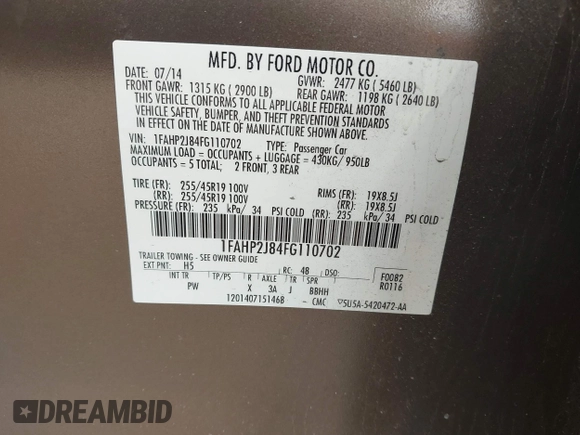 MFD. BY FORD MOTOR CO.
DATE: 07/14 GVWR: 2477 KG ( 5460 LB)
FRONT GAWR: 1315 KG ( 2900 LB) REAR GAWR: 1198 KG ( 2640 LB)
THIS VEHICLE CONFORMS TO ALL APPLICABLE FEDERAL MOTOR
VEHICLE SAFETY, BUMPER, AND THEFT PREVENTION STANDARDS
IN EFFECT ON THE DATE OF MANUFACTURE SHOWN ABOVE.
VIN: 1FAHP2J84FG110702 TYPE: Passenger Car
MAXIMUM LOAD = OCCUPANTS + LUGGAGE = 430KG/ 950LB
OCCUPANTS = 5 TOTAL; 2 FRONT, 3 REAR
TIRE (FR): 255/45R19 100V RIMS (FR): 19X8.5J
(RR): 255/45R19 100V (RR): 19X8.5J
PRESSURE (FR): 235 kPa/ 34 PSI COLD (RR): 235 kPa/ 34 PSI COLD
1FAHP2J84FG110702
TRAILER TOWING - SEE OWNER GUIDE
EXT PNT: H5 RC: 48 DSO: F0082
INT TR TP/PS R AXLE TR SPR R0116
PW X 3A J BBHH
1201407151468 CMC ▽5U5A-5420472-AA
DREAMBID